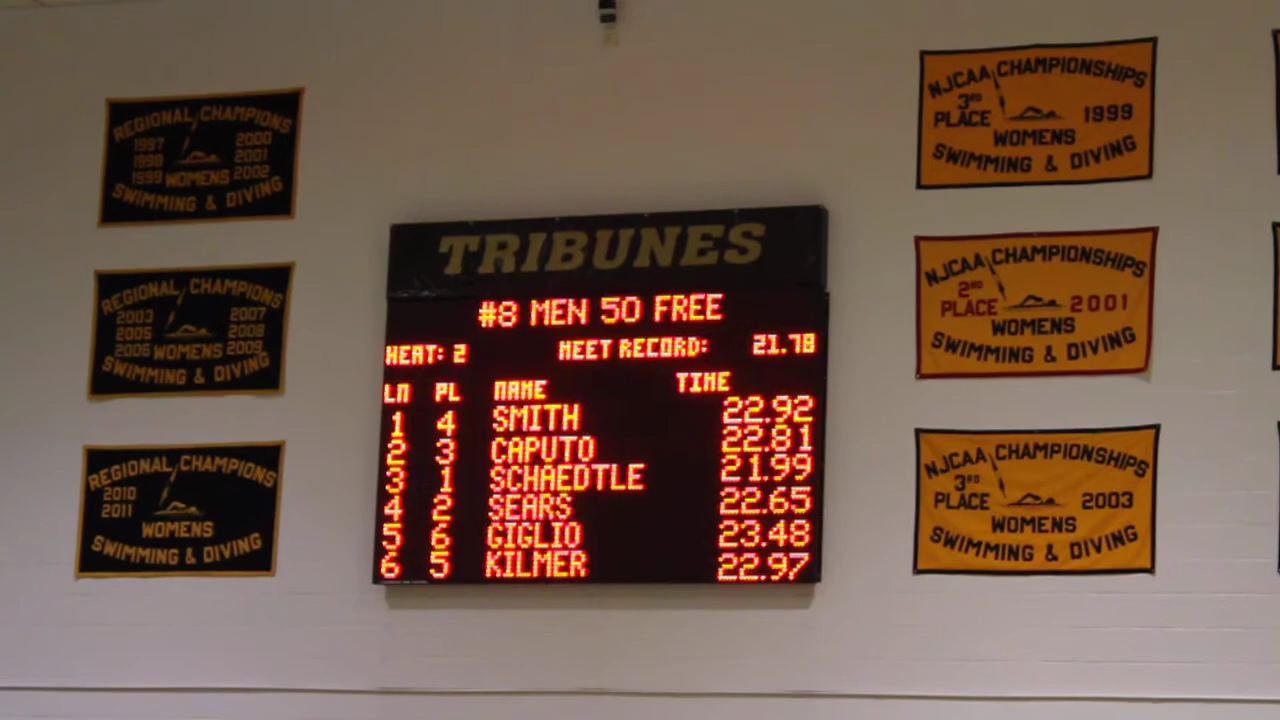 REGIONAL CHAMPIONS
1997 2000
1998 2001
1999 WOMENS 2002
SWIMMING & DIVING
REGIONAL CHAMPIONS
2003 2007
2005 2008
2006 WOMENS 2009
SWIMMING & DIVING
REGIONAL CHAMPIONS
2010
2011
WOMENS
SWIMMING & DIVING
TRIBUNES
#8 MEN 50 FREE
HEAT: 2 MEET RECORD: 21.78
LN PL NAME TIME
1 4 SMITH 22.92
2 3 CAPUTO 22.81
3 1 SCHAEDTLE 21.99
4 2 SEARS 22.65
5 6 GIGLIO 23.48
6 5 KILMER 22.97
NJCAA CHAMPIONSHIPS
3RD
PLACE 1999
WOMENS
SWIMMING & DIVING
NJCAA CHAMPIONSHIPS
2ND
PLACE 2001
WOMENS
SWIMMING & DIVING
NJCAA CHAMPIONSHIPS
3RD
PLACE 2003
WOMENS
SWIMMING & DIVING